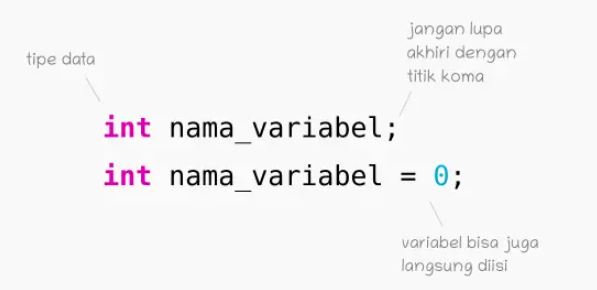 jangan lupa
akhiri dengan
titik koma
tipe data
int nama_variabel;
int nama_variabel = 0;
variabel bisa juga
langsung diisi